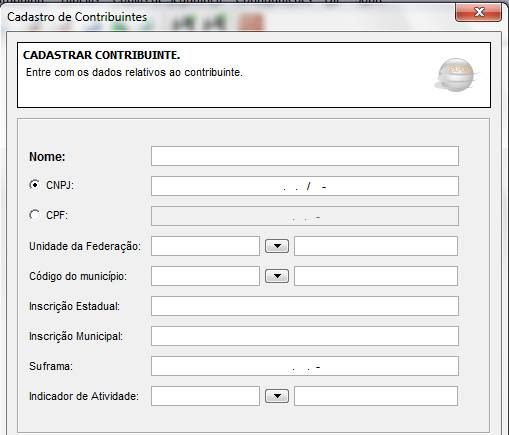 Cadastro de Contribuintes
CADASTRAR CONTRIBUINTE.
Entre com os dados relativos ao contribuinte.
Nome:
CNPJ: . . / -
CPF: . . -
Unidade da Federação:
Código do município:
Inscrição Estadual:
Inscrição Municipal:
Suframa: . . -
Indicador de Atividade: